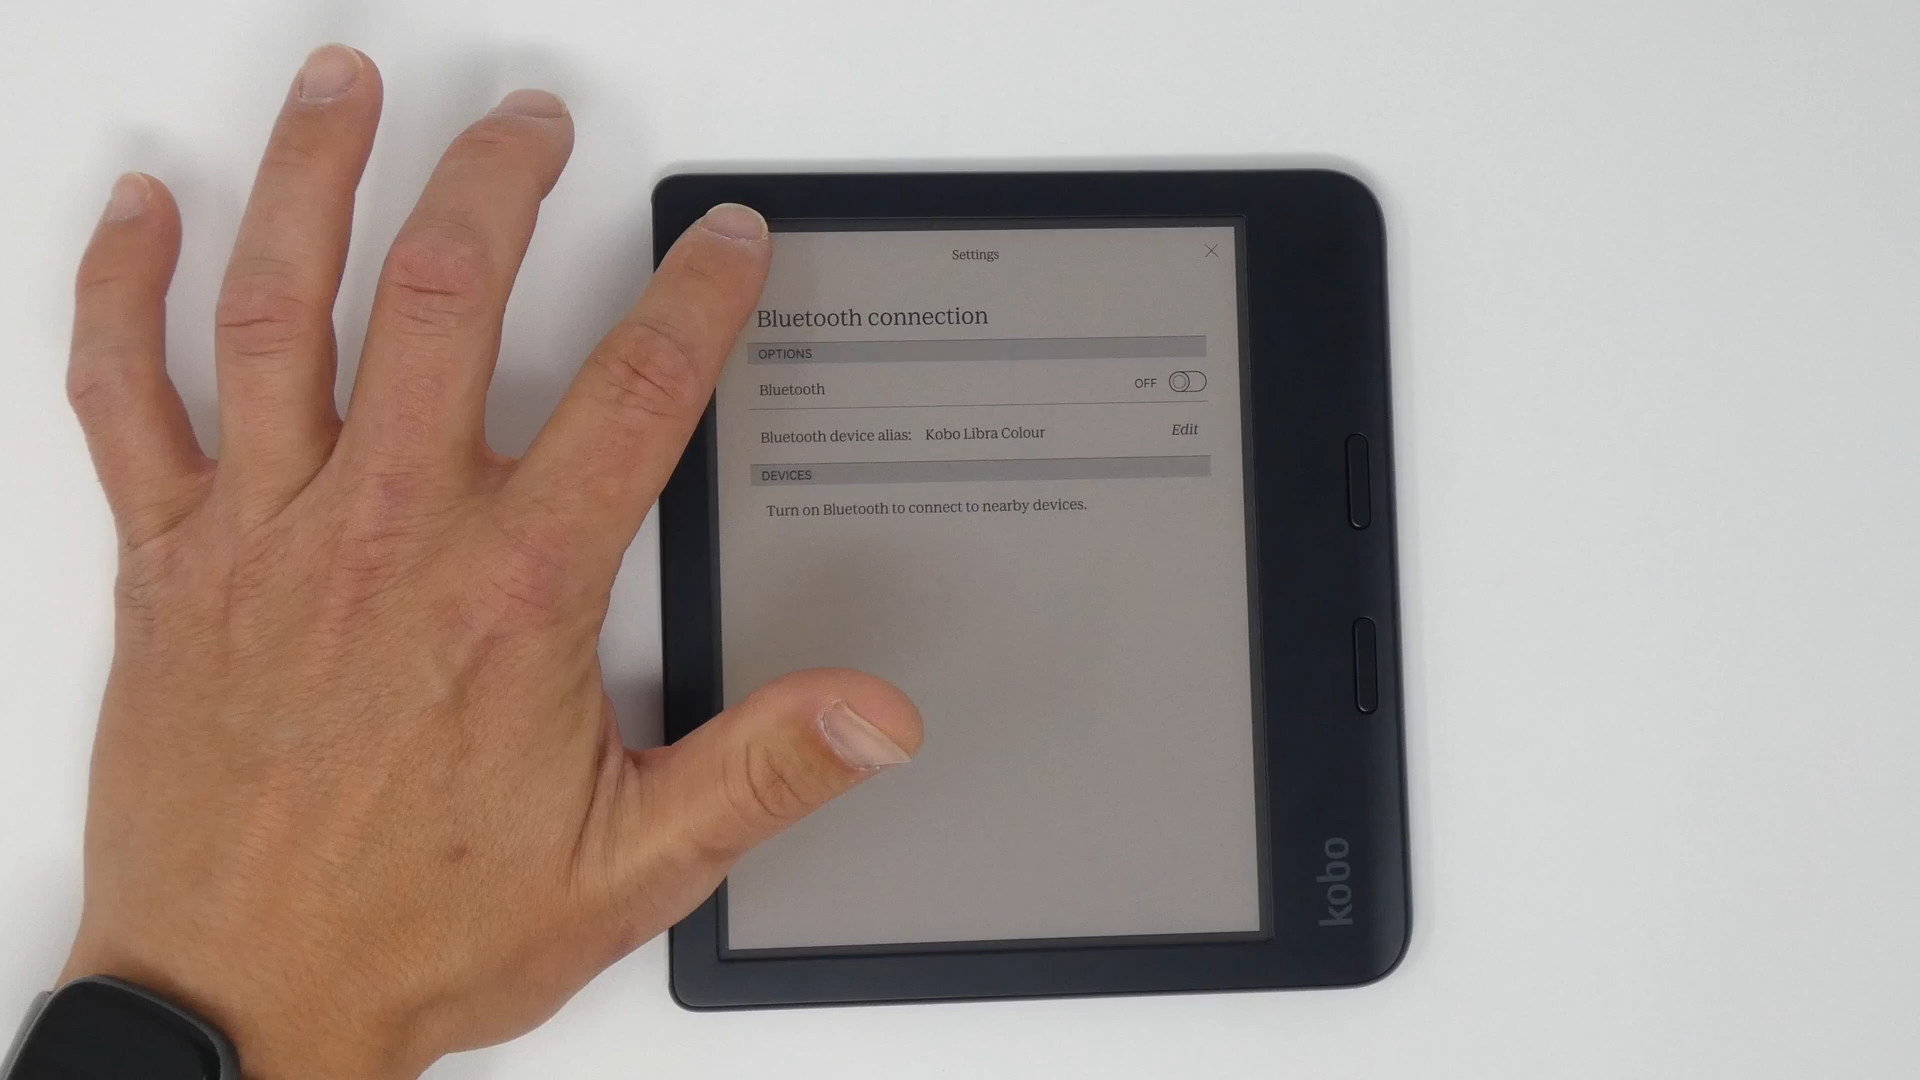 Settings
Bluetooth connection
OPTIONS
Bluetooth OFF
Bluetooth device alias: Kobo Libra Colour Edit
DEVICES
Turn on Bluetooth to connect to nearby devices.
kobo